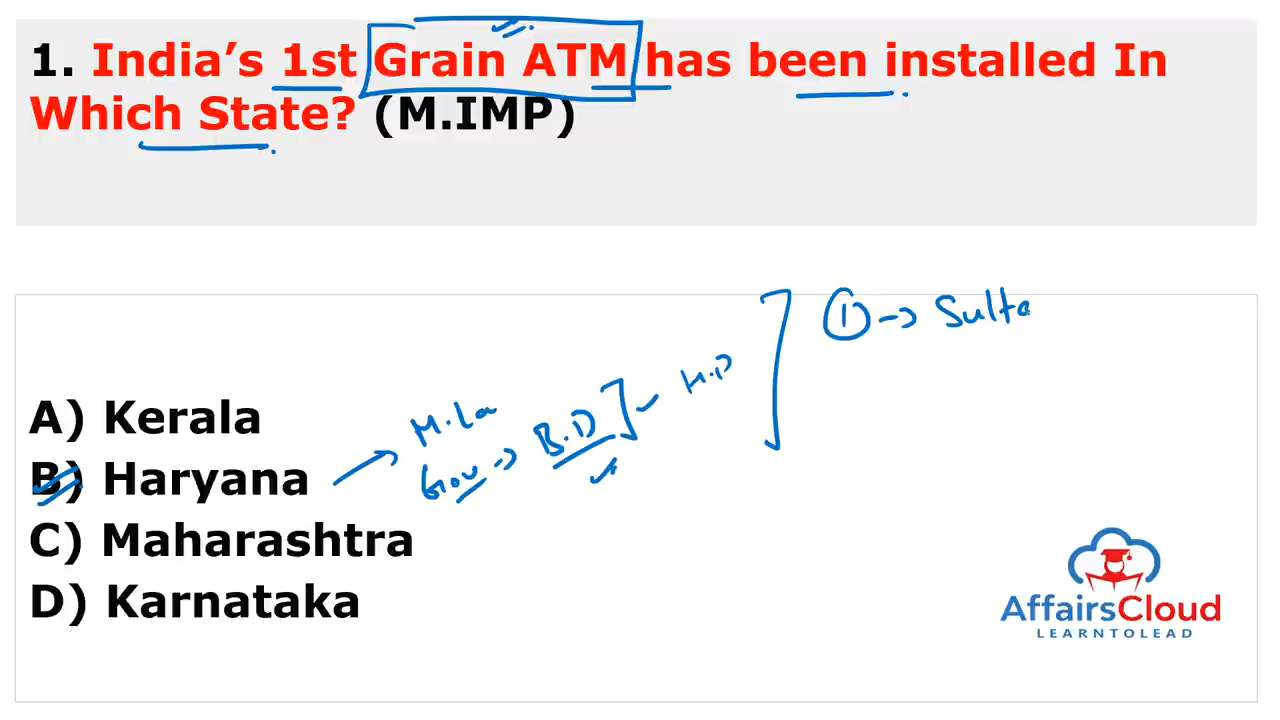 1. India's 1st Grain ATM has been installed In
Which State? (M.IMP)
① → Sulta
A) Kerala
M.La
B) Haryana
Gov → B.D
C) Maharashtra
D) Karnataka
AffairsCloud
LEARNTOLEAD